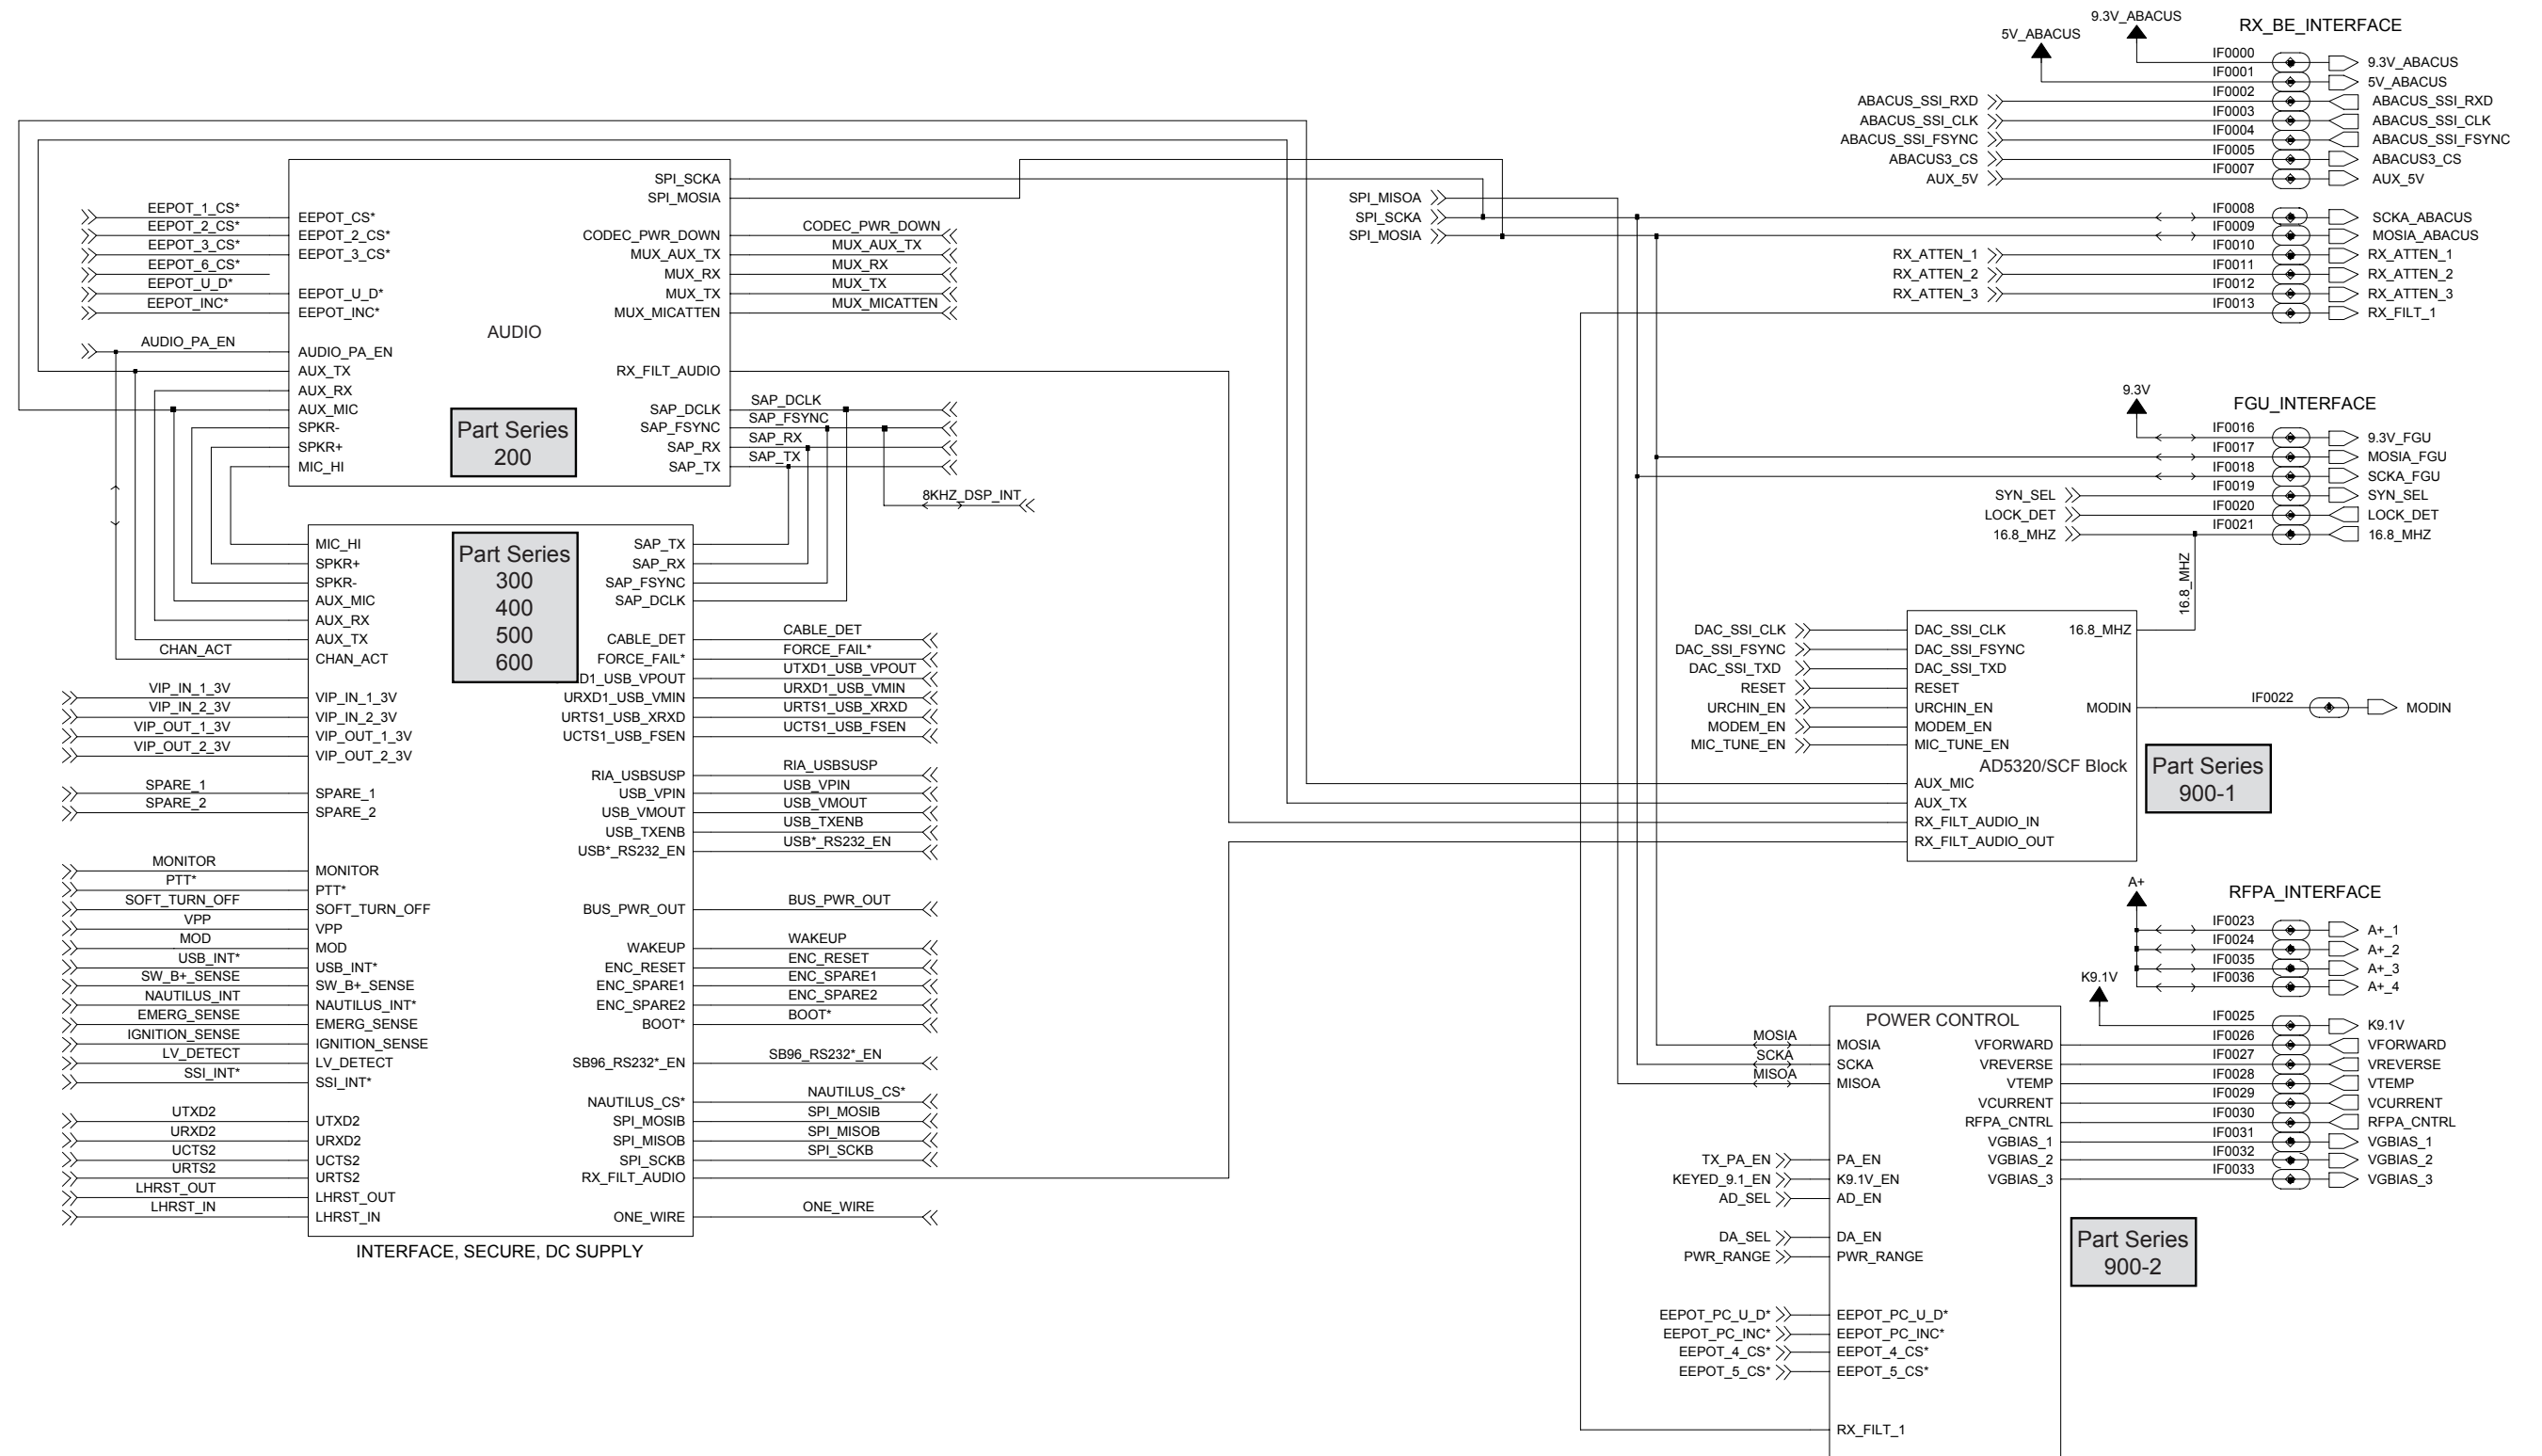 9.3V_ABACUS
5V_ABACUS
RX_BE_INTERFACE
IF0000
9.3V_ABACUS
IF0001
5V_ABACUS
ABACUS_SSI_RXD
IF0002
ABACUS_SSI_RXD
ABACUS_SSI_CLK
IF0003
ABACUS_SSI_CLK
ABACUS_SSI_FSYNC
IF0004
ABACUS_SSI_FSYNC
ABACUS3_CS
IF0005
ABACUS3_CS
AUX_5V
IF0007
AUX_5V
SPI_MISOA
SPI_SCKA
IF0008
SCKA_ABACUS
SPI_MOSIA
IF0009
MOSIA_ABACUS
RX_ATTEN_1
IF0010
RX_ATTEN_1
RX_ATTEN_2
IF0011
RX_ATTEN_2
RX_ATTEN_3
IF0012
RX_ATTEN_3
IF0013
RX_FILT_1
EEPOT_1_CS*
EEPOT_2_CS*
EEPOT_3_CS*
EEPOT_6_CS*
EEPOT_U_D*
EEPOT_INC*
AUDIO_PA_EN
EEPOT_CS*
EEPOT_2_CS*
EEPOT_3_CS*
EEPOT_U_D*
EEPOT_INC*
AUDIO_PA_EN
AUX_TX
AUX_RX
AUX_MIC
SPKR-
SPKR+
MIC_HI
AUDIO
Part Series
200
SPI_SCKA
SPI_MOSIA
CODEC_PWR_DOWN
MUX_AUX_TX
MUX_RX
MUX_TX
MUX_MICATTEN
RX_FILT_AUDIO
SAP_DCLK
SAP_FSYNC
SAP_RX
SAP_TX
CODEC_PWR_DOWN
MUX_AUX_TX
MUX_RX
MUX_TX
MUX_MICATTEN
SAP_DCLK
SAP_FSYNC
SAP_RX
SAP_TX
8KHZ_DSP_INT
9.3V
FGU_INTERFACE
IF0016
9.3V_FGU
IF0017
MOSIA_FGU
IF0018
SCKA_FGU
SYN_SEL
IF0019
SYN_SEL
LOCK_DET
IF0020
LOCK_DET
16.8_MHZ
IF0021
16.8_MHZ
16.8_MHZ
CHAN_ACT
VIP_IN_1_3V
VIP_IN_2_3V
VIP_OUT_1_3V
VIP_OUT_2_3V
SPARE_1
SPARE_2
MONITOR
PTT*
SOFT_TURN_OFF
VPP
MOD
USB_INT*
SW_B+_SENSE
NAUTILUS_INT
EMERG_SENSE
IGNITION_SENSE
LV_DETECT
SSI_INT*
UTXD2
URXD2
UCTS2
URTS2
LHRST_OUT
LHRST_IN
MIC_HI
SPKR+
SPKR-
AUX_MIC
AUX_RX
AUX_TX
CHAN_ACT
VIP_IN_1_3V
VIP_IN_2_3V
VIP_OUT_1_3V
VIP_OUT_2_3V
SPARE_1
SPARE_2
MONITOR
PTT*
SOFT_TURN_OFF
VPP
MOD
USB_INT*
SW_B+_SENSE
NAUTILUS_INT*
EMERG_SENSE
IGNITION_SENSE
LV_DETECT
SSI_INT*
UTXD2
URXD2
UCTS2
URTS2
LHRST_OUT
LHRST_IN
Part Series
300
400
500
600
SAP_TX
SAP_RX
SAP_FSYNC
SAP_DCLK
CABLE_DET
FORCE_FAIL*
D1_USB_VPOUT
URXD1_USB_VMIN
URTS1_USB_XRXD
UCTS1_USB_FSEN
RIA_USBSUSP
USB_VPIN
USB_VMOUT
USB_TXENB
USB*_RS232_EN
BUS_PWR_OUT
WAKEUP
ENC_RESET
ENC_SPARE1
ENC_SPARE2
BOOT*
SB96_RS232*_EN
NAUTILUS_CS*
SPI_MOSIB
SPI_MISOB
SPI_SCKB
RX_FILT_AUDIO
ONE_WIRE
CABLE_DET
FORCE_FAIL*
UTXD1_USB_VPOUT
URXD1_USB_VMIN
URTS1_USB_XRXD
UCTS1_USB_FSEN
RIA_USBSUSP
USB_VPIN
USB_VMOUT
USB_TXENB
USB*_RS232_EN
BUS_PWR_OUT
WAKEUP
ENC_RESET
ENC_SPARE1
ENC_SPARE2
BOOT*
SB96_RS232*_EN
NAUTILUS_CS*
SPI_MOSIB
SPI_MISOB
SPI_SCKB
ONE_WIRE
INTERFACE, SECURE, DC SUPPLY
DAC_SSI_CLK
DAC_SSI_FSYNC
DAC_SSI_TXD
RESET
URCHIN_EN
MODEM_EN
MIC_TUNE_EN
DAC_SSI_CLK
DAC_SSI_FSYNC
DAC_SSI_TXD
RESET
URCHIN_EN
MODEM_EN
MIC_TUNE_EN
AD5320/SCF Block
AUX_MIC
AUX_TX
RX_FILT_AUDIO_IN
RX_FILT_AUDIO_OUT
16.8_MHZ
MODIN
IF0022
MODIN
Part Series
900-1
A+
RFPA_INTERFACE
IF0023
A+_1
IF0024
A+_2
IF0035
A+_3
IF0036
A+_4
K9.1V
IF0025
K9.1V
IF0026
VFORWARD
IF0027
VREVERSE
IF0028
VTEMP
IF0029
VCURRENT
IF0030
RFPA_CNTRL
IF0031
VGBIAS_1
IF0032
VGBIAS_2
IF0033
VGBIAS_3
POWER CONTROL
MOSIA
SCKA
MISOA
TX_PA_EN
KEYED_9.1_EN
AD_SEL
DA_SEL
PWR_RANGE
EEPOT_PC_U_D*
EEPOT_PC_INC*
EEPOT_4_CS*
EEPOT_5_CS*
MOSIA
SCKA
MISOA
PA_EN
K9.1V_EN
AD_EN
DA_EN
PWR_RANGE
EEPOT_PC_U_D*
EEPOT_PC_INC*
EEPOT_4_CS*
EEPOT_5_CS*
RX_FILT_1
VFORWARD
VREVERSE
VTEMP
VCURRENT
RFPA_CNTRL
VGBIAS_1
VGBIAS_2
VGBIAS_3
Part Series
900-2